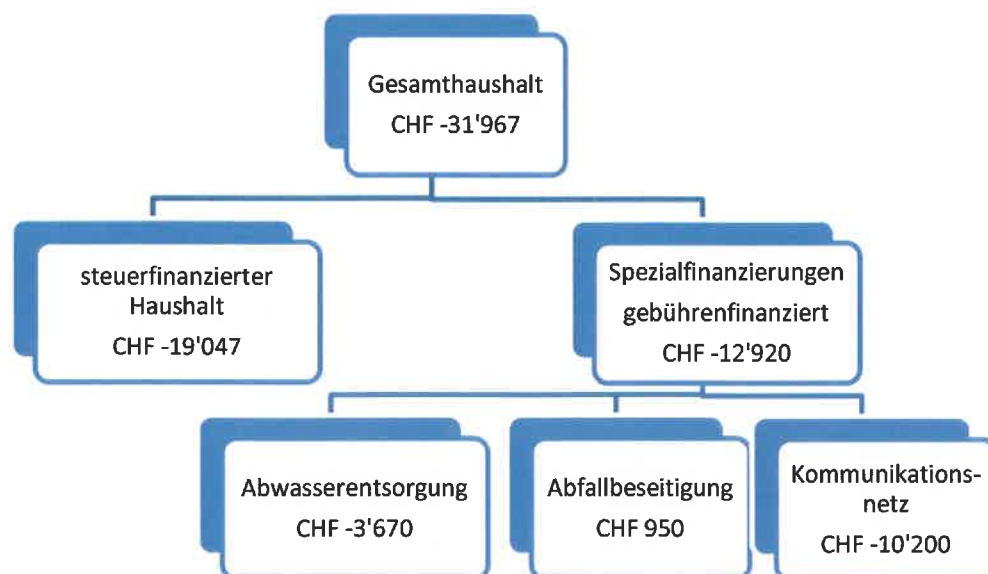 Gesamthaushalt
CHF -31'967
steuerfinanzierter
Haushalt
CHF -19'047
Spezialfinanzierungen
gebührenfinanziert
CHF -12'920
Abwasserentsorgung
CHF -3'670
Abfallbeseitigung
CHF 950
Kommunikations-
netz
CHF -10'200